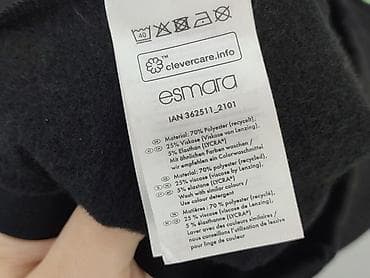 40
clevercare.info
esmara
IAN 362511_2101
Material: 70% Polyester (recycelt),
25% Viskose (Viskose von Lenzing),
5% Elasthan (LYCRA®)
Mit ähnlichen Farben waschen /
wir empfehlen ein Colorwaschmittel
Material: 70% polyester (recycled),
25% viscose (viscose by Lenzing),
5% elastane (LYCRA®)
Wash with similar colours /
Use colour detergent
Matières: 70 % polyester (recyclé),
25 % viscose (viscose de Lenzing),
5 % élasthanne (LYCRA®)
Laver avec des couleurs similaires /
nous conseillons l'utilisation de lessive
pour linge de couleur